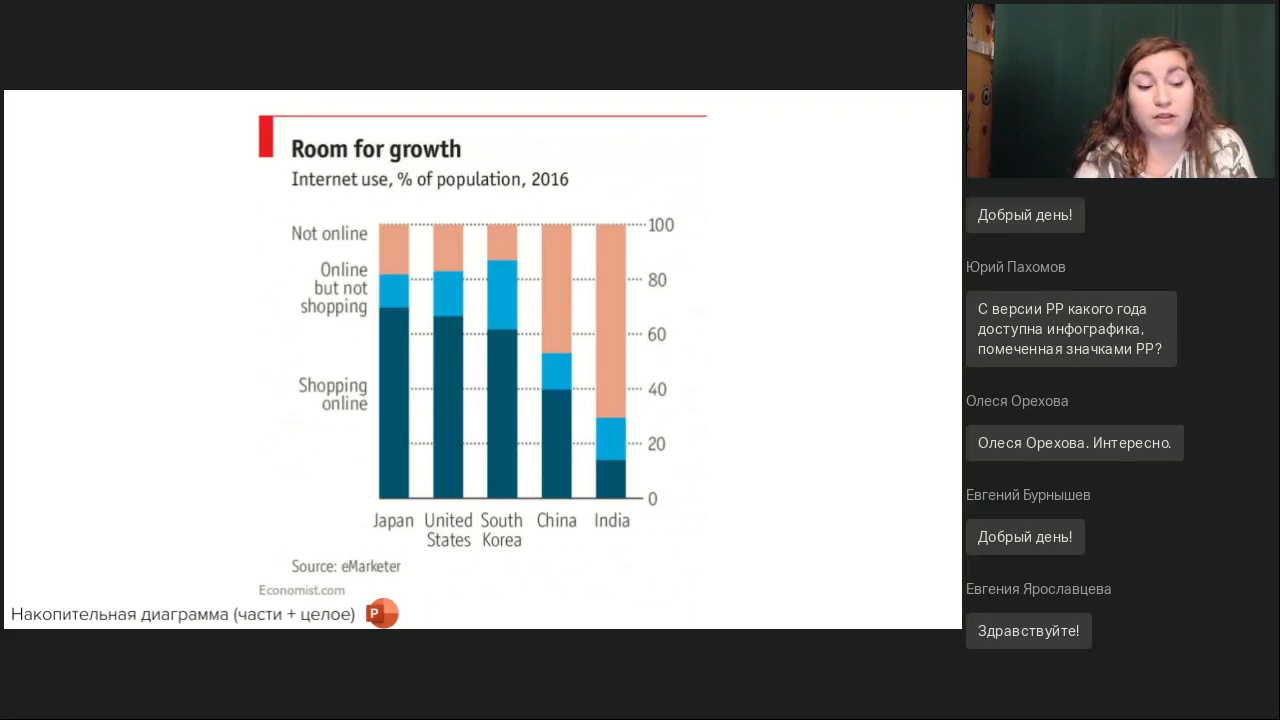 Room for growth
Internet use, % of population, 2016
Not online
Online
but not
shopping
Shopping
online
100
80
60
40
20
0
Japan
United
States
South
Korea
China
India
Source: eMarketer
Economist.com
Накопительная диаграмма (части + целое)
P
Добрый день!
Юрий Пахомов
С версии PP какого года
доступна инфографика,
помеченная значками PP?
Олеся Орехова
Олеся Орехова. Интересно.
Евгений Бурнышев
Добрый день!
Евгения Ярославцева
Здравствуйте!